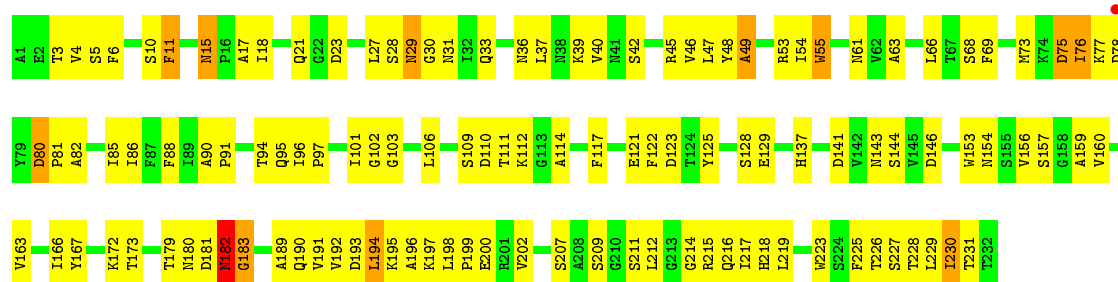 A1 E2 T3 V4 S5 F6 S10 F11 N15 P16 A17 I18 Q21 G22 D23 L27 S28 N29 G30 N31 I32 Q33 N36 L37 N38 K39 V40 N41 S42 R45 V46 L47 Y48 A49 R53 I54 W55 N61 V62 A63 L66 T67 S68 F69 M73 K74 D75 I76 K77 D78
Y79 D80 P81 A82 I85 I86 F87 F88 I89 A90 P91 T94 Q95 I96 P97 I101 G102 G103 L106 S109 D110 T111 K112 G113 A114 F117 E121 F122 D123 T124 Y125 S128 E129 H137 D141 V142 N143 S144 V145 D146 W153 N154 S155 V156 S157 G158 A159 V160
V163 I166 Y167 K172 T173 T179 N180 D181 N182 G183 A189 Q190 V191 V192 D193 L194 K195 A196 K197 L198 P199 E200 R201 V202 S207 A208 S209 G210 S211 L212 G213 G214 R215 Q216 I217 H218 L219 W223 S224 F225 T226 S227 T228 L229 I230 T231 T232